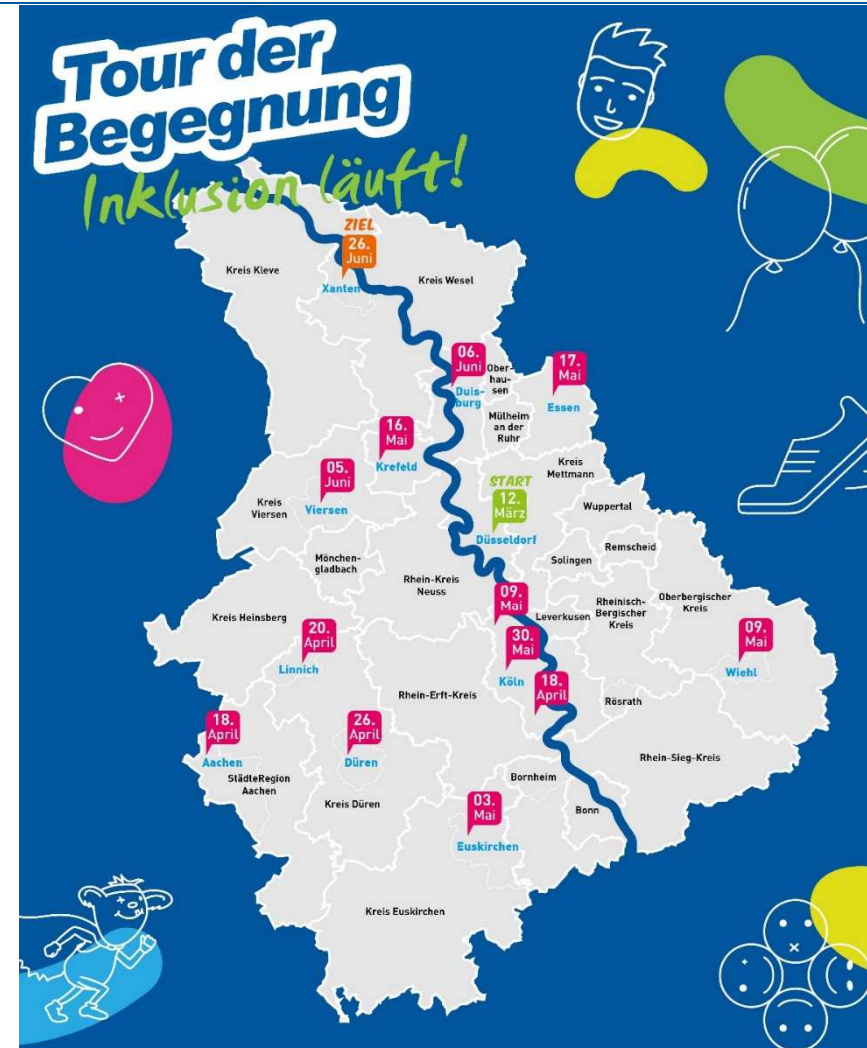 Tour der
Begegnung
Inklusion läuft!
ZIEL
26.
Juni
Xanten
Kreis Kleve
Kreis Wesel
06.
Juni
Duis-
burg
Ober-
hau-
sen
17.
Mai
Essen
Mülheim
an der
Ruhr
16.
Mai
Krefeld
Kreis
Mettmann
05.
Juni
Viersen
Kreis
Viersen
START
12.
März
Düsseldorf
Wuppertal
Remscheid
Solingen
Mönchen-
gladbach
Rhein-Kreis
Neuss
Kreis Heinsberg
09.
Mai
Leverkusen
Rheinisch-
Bergischer
Kreis
Oberbergischer
Kreis
20.
April
Linnich
30.
Mai
Köln
09.
Mai
Wiehl
Rhein-Erft-Kreis
18.
April
Rösrath
18.
April
Aachen
StädteRegion
Aachen
26.
April
Düren
Rhein-Sieg-Kreis
Bornheim
Kreis Düren
03.
Mai
Euskirchen
Bonn
Kreis Euskirchen